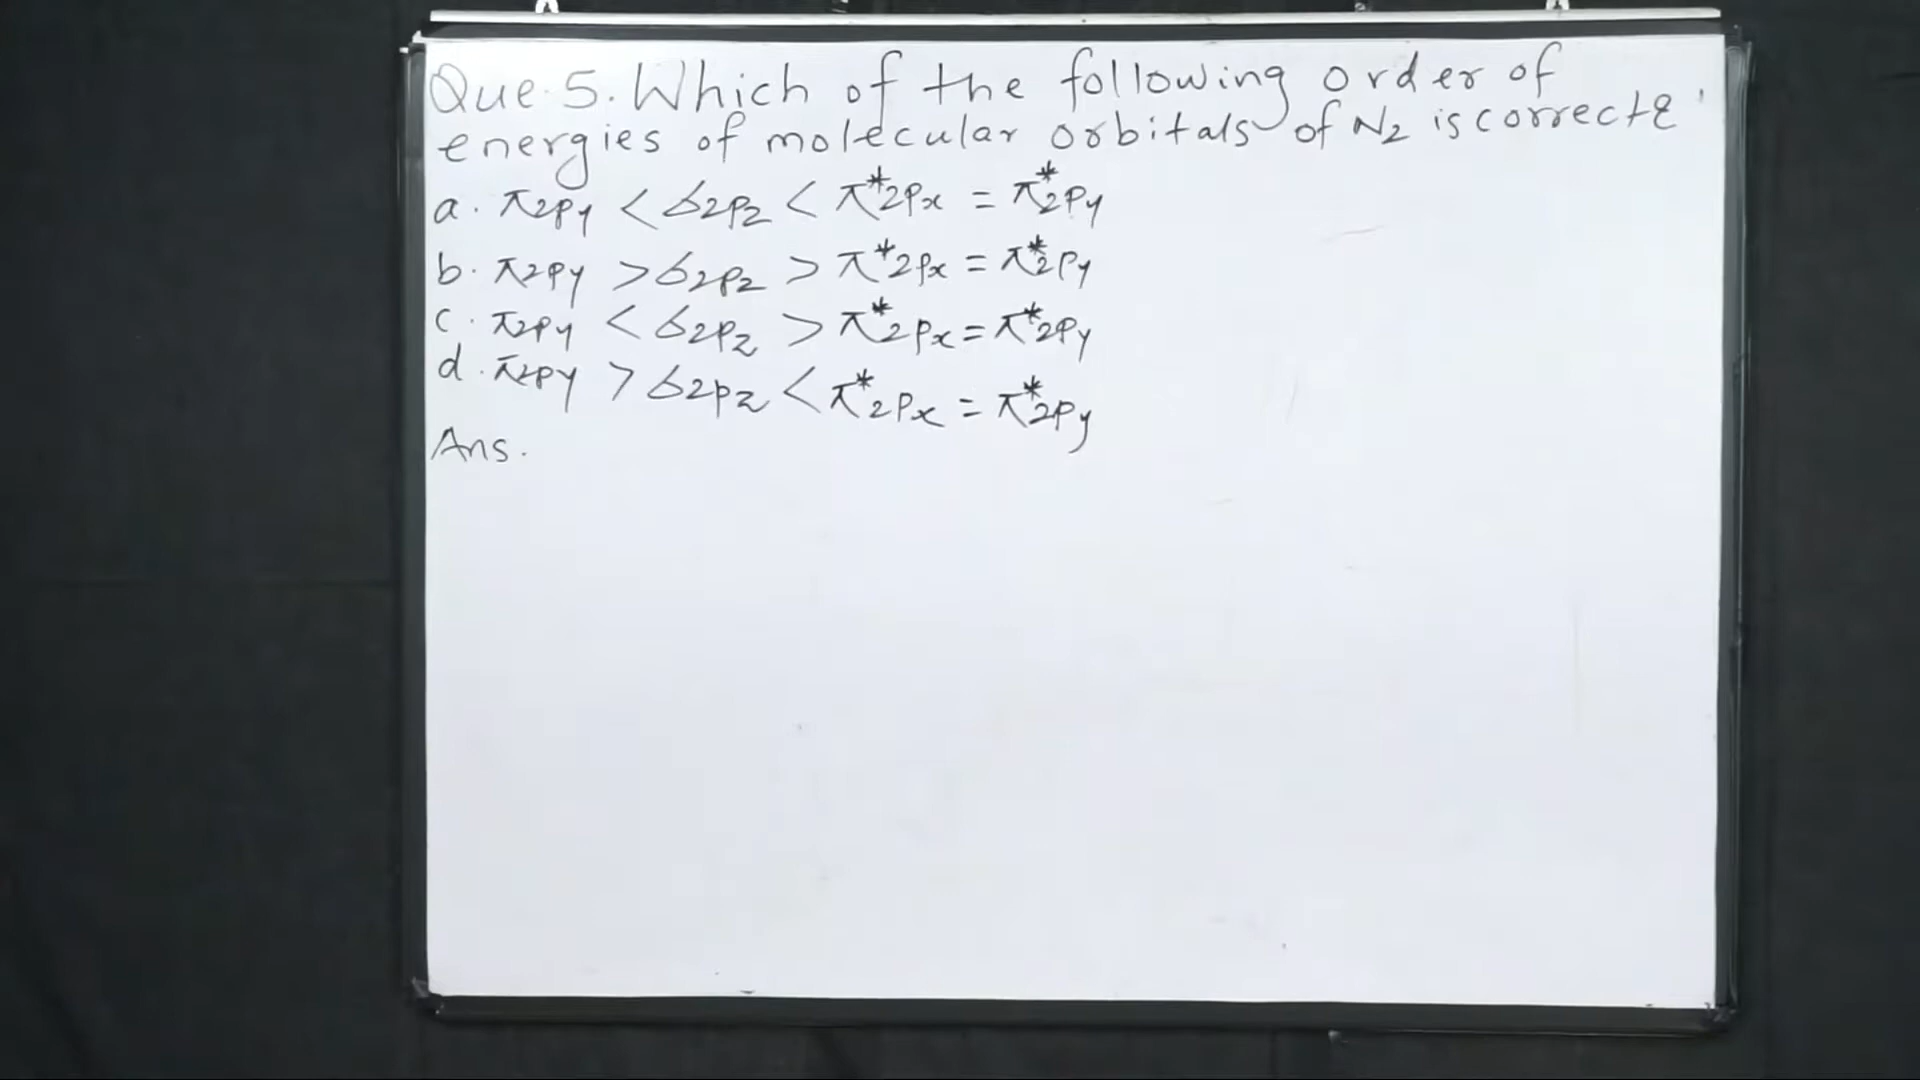 Que. 5. Which of the following order of
energies of molecular orbitals of N₂ is correct?
a. π2py < σ2pz < π*2px = π*2py
b. π2py > σ2pz > π*2px = π*2py
c. π2py < σ2pz > π*2px = π*2py
d. π2py > σ2pz < π*2px = π*2py
Ans.